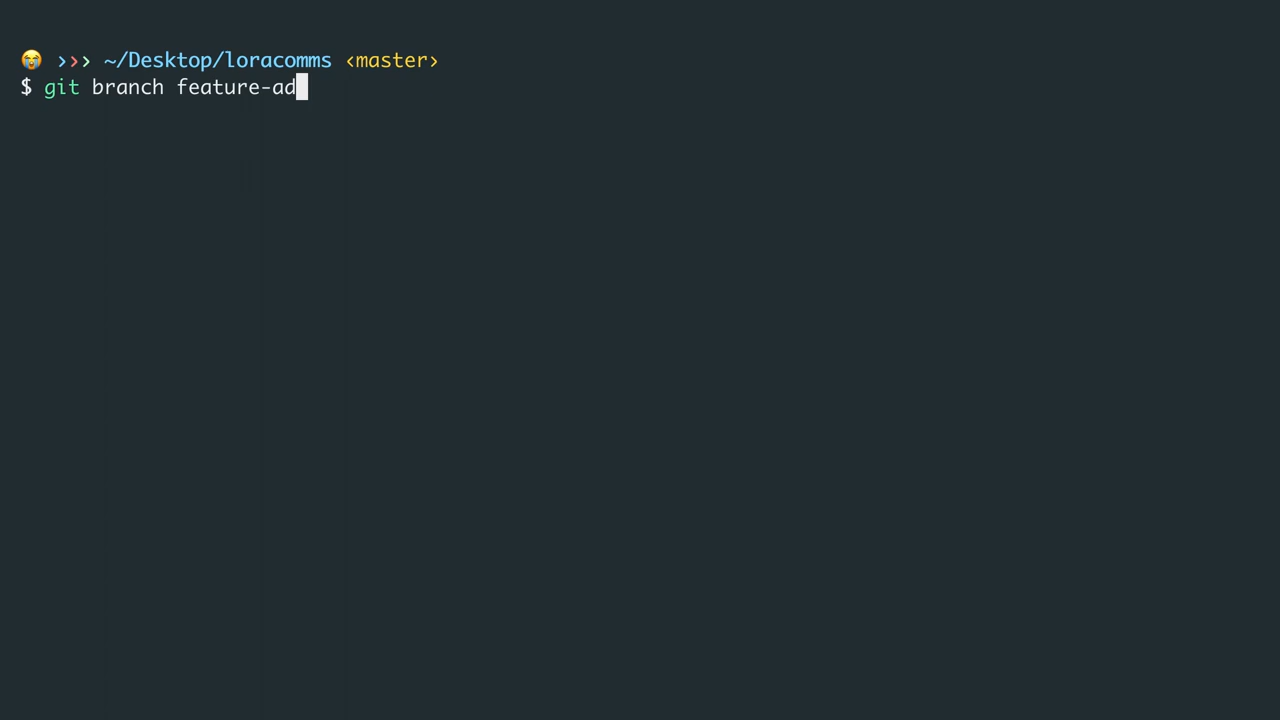 😭 ››› ~/Desktop/loracomms ‹master›
$ git branch feature-ad